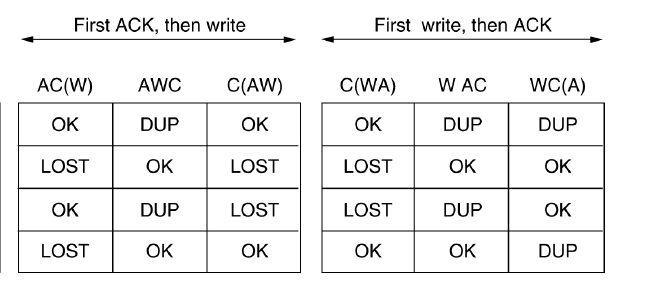 First ACK, then write First write, then ACK
AC(W) AWC C(AW) C(WA) W AC WC(A)
OK DUP OK OK DUP DUP
LOST OK LOST LOST OK OK
OK DUP LOST LOST DUP OK
LOST OK OK OK OK DUP